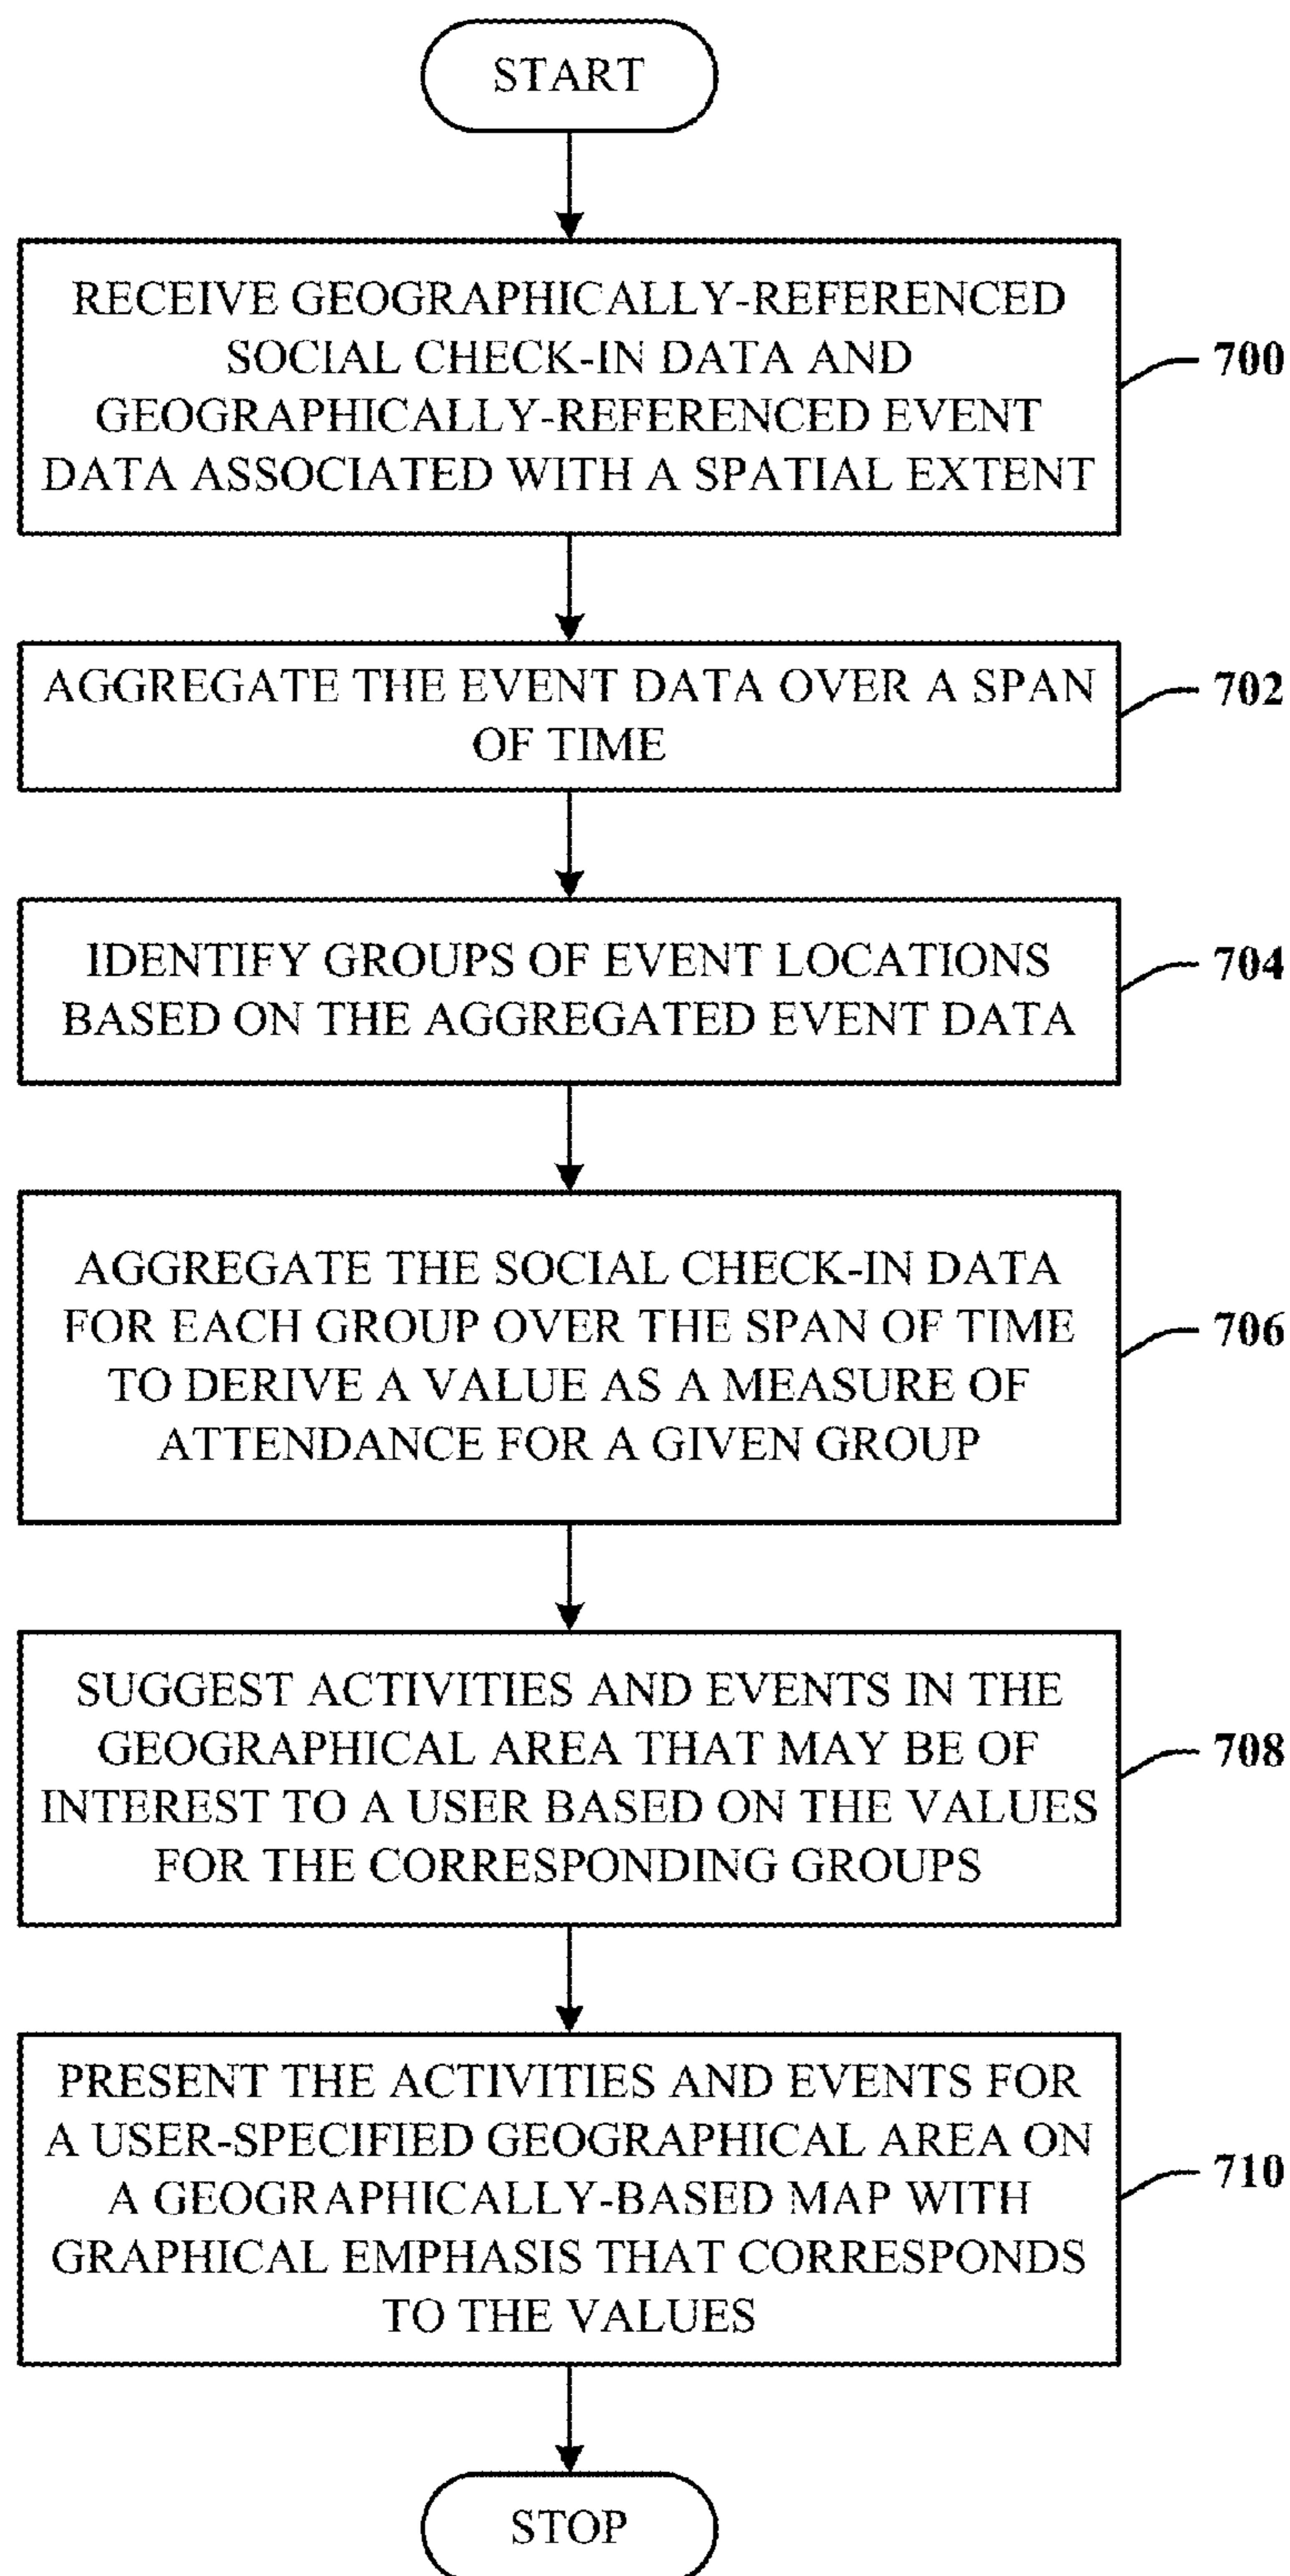 START
RECEIVE GEOGRAPHICALLY-REFERENCED
SOCIAL CHECK-IN DATA AND
GEOGRAPHICALLY-REFERENCED EVENT
DATA ASSOCIATED WITH A SPATIAL EXTENT
700
AGGREGATE THE EVENT DATA OVER A SPAN
OF TIME
702
IDENTIFY GROUPS OF EVENT LOCATIONS
BASED ON THE AGGREGATED EVENT DATA
704
AGGREGATE THE SOCIAL CHECK-IN DATA
FOR EACH GROUP OVER THE SPAN OF TIME
TO DERIVE A VALUE AS A MEASURE OF
ATTENDANCE FOR A GIVEN GROUP
706
SUGGEST ACTIVITIES AND EVENTS IN THE
GEOGRAPHICAL AREA THAT MAY BE OF
INTEREST TO A USER BASED ON THE VALUES
FOR THE CORRESPONDING GROUPS
708
PRESENT THE ACTIVITIES AND EVENTS FOR
A USER-SPECIFIED GEOGRAPHICAL AREA ON
A GEOGRAPHICALLY-BASED MAP WITH
GRAPHICAL EMPHASIS THAT CORRESPONDS
TO THE VALUES
710
STOP